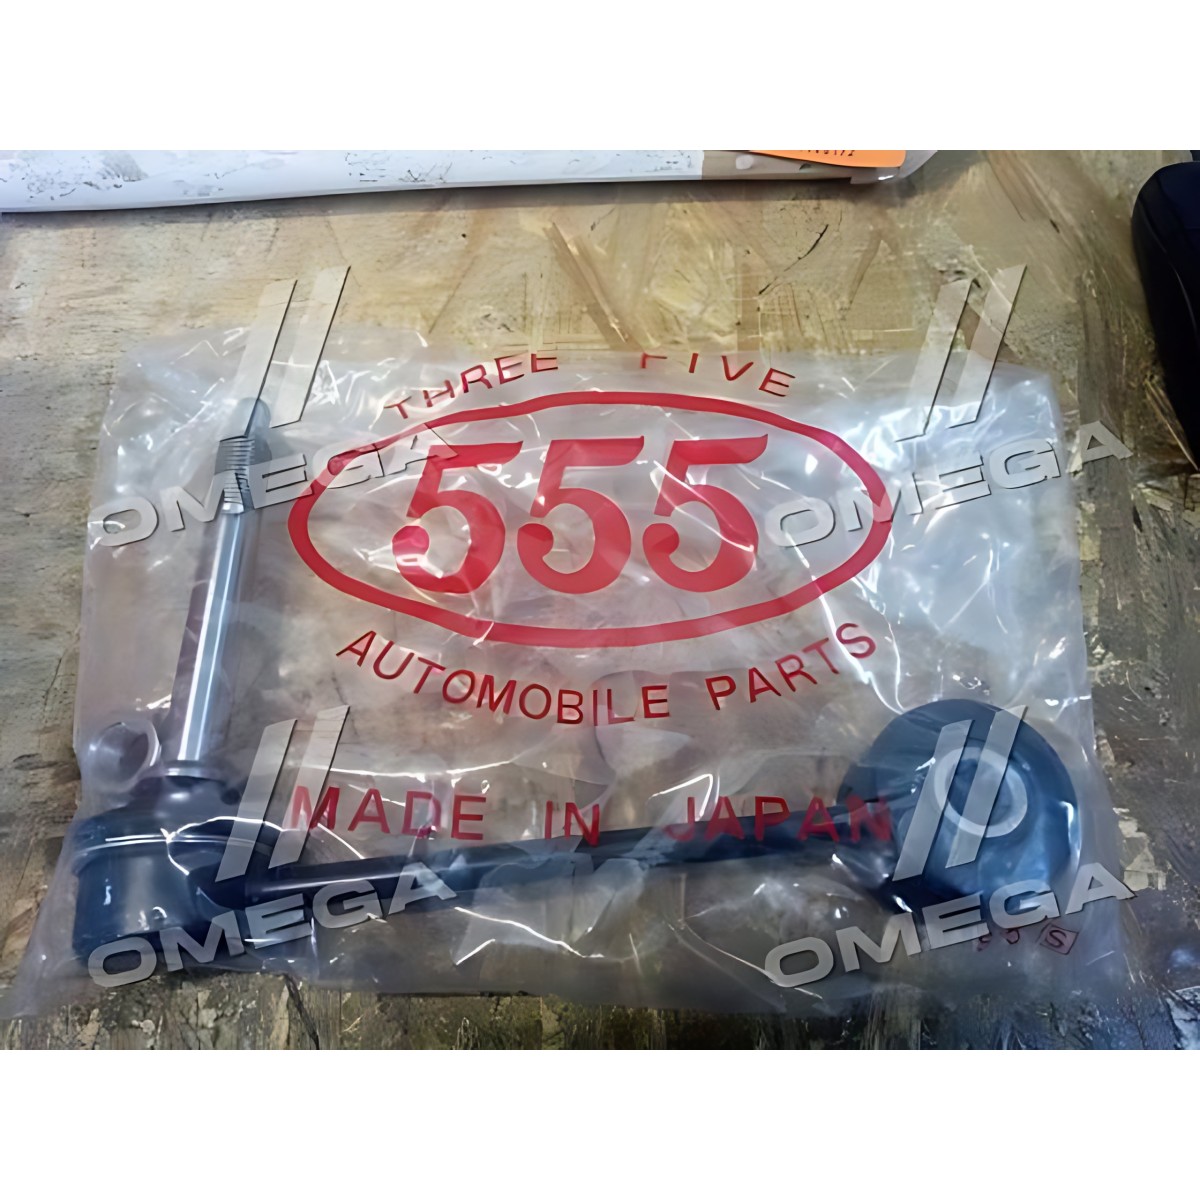 THREE FIVE
555
AUTOMOBILE PARTS
MADE IN JAPAN
OMEGA
OMEGA
OMEGA
OMEGA
S